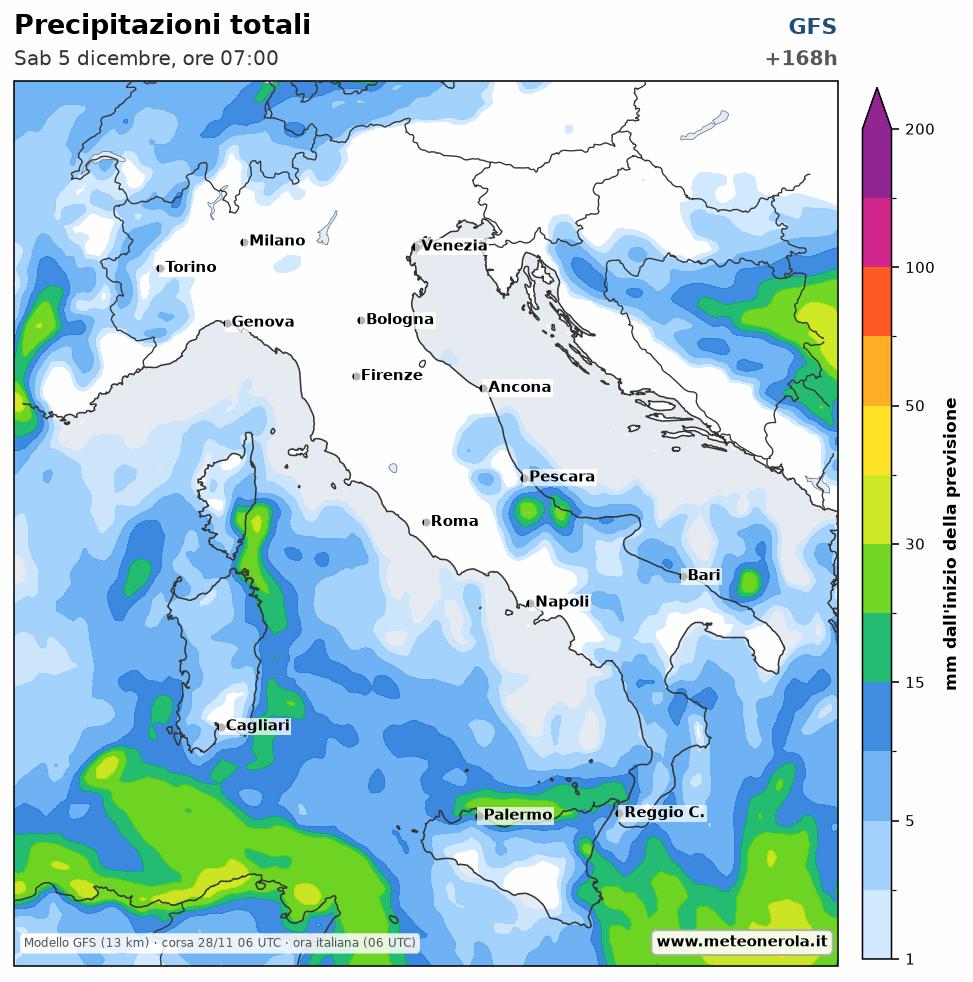 Precipitazioni totali
GFS
Sab 5 dicembre, ore 07:00
+168h
Milano
Venezia
Torino
Genova
Bologna
Firenze
Ancona
Pescara
Roma
Bari
Napoli
Cagliari
Palermo
Reggio C.
200
100
50
30
15
5
1
mm dall'inizio della previsione
Modello GFS (13 km) · corsa 28/11 06 UTC · ora italiana (06 UTC)
www.meteonerola.it